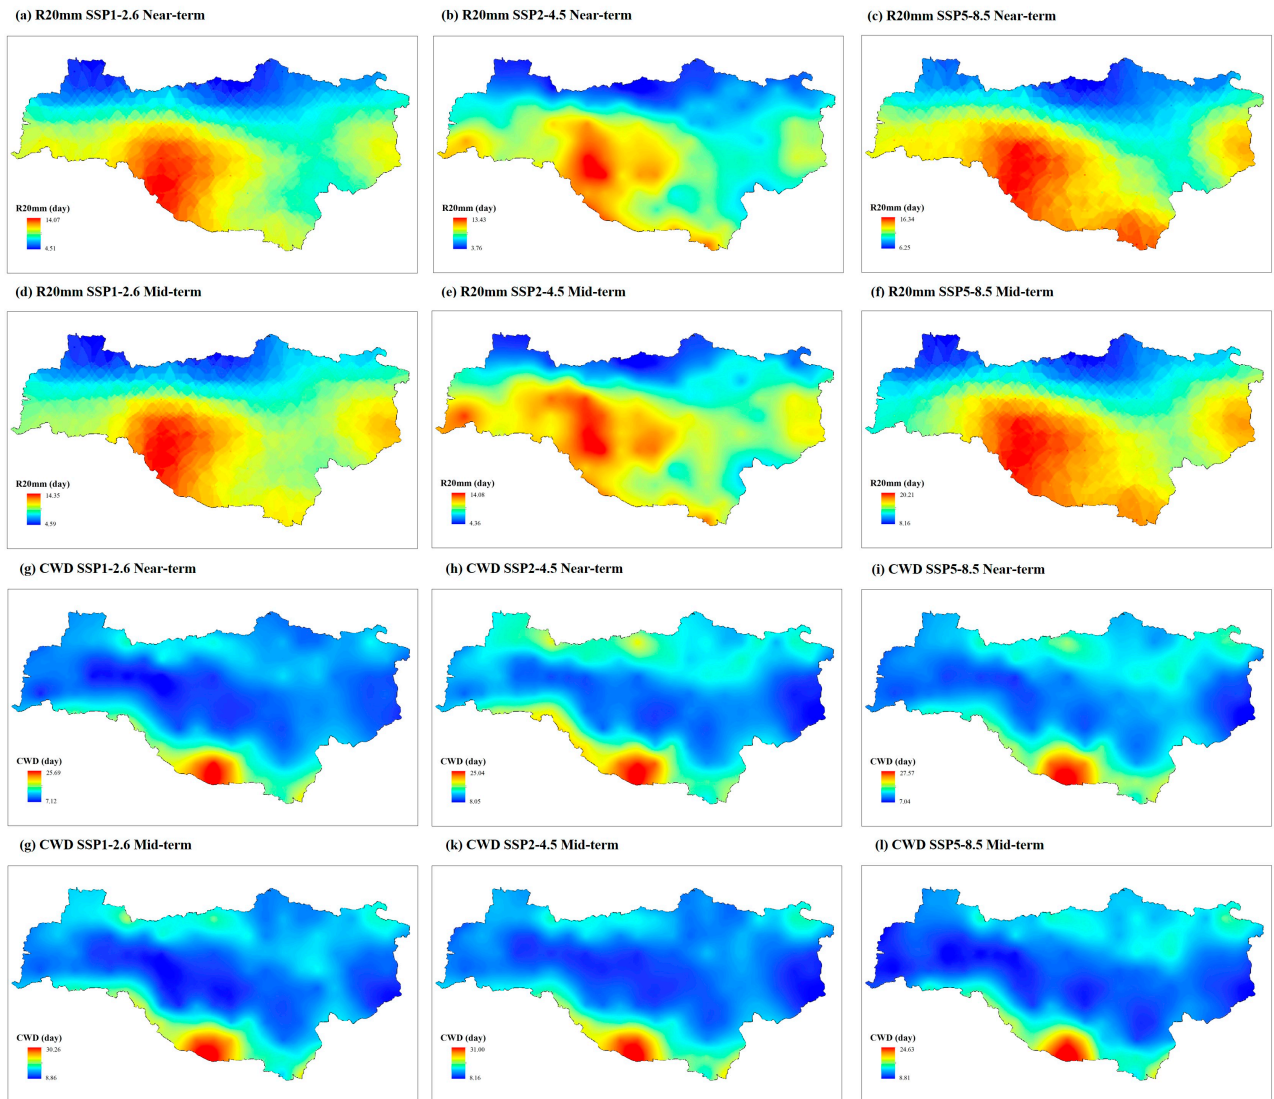 (a) R20mm SSP1-2.6 Near-term
(b) R20mm SSP2-4.5 Near-term
(c) R20mm SSP5-8.5 Near-term
R20mm (day)
14.07
4.51
R20mm (day)
13.43
3.76
R20mm (day)
16.34
6.25
(d) R20mm SSP1-2.6 Mid-term
(e) R20mm SSP2-4.5 Mid-term
(f) R20mm SSP5-8.5 Mid-term
R20mm (day)
14.35
4.59
R20mm (day)
14.08
4.36
R20mm (day)
20.21
8.16
(g) CWD SSP1-2.6 Near-term
(h) CWD SSP2-4.5 Near-term
(i) CWD SSP5-8.5 Near-term
CWD (day)
25.69
7.12
CWD (day)
25.04
8.05
CWD (day)
27.57
7.04
(g) CWD SSP1-2.6 Mid-term
(k) CWD SSP2-4.5 Mid-term
(l) CWD SSP5-8.5 Mid-term
CWD (day)
30.26
8.86
CWD (day)
31.00
8.16
CWD (day)
24.63
8.81